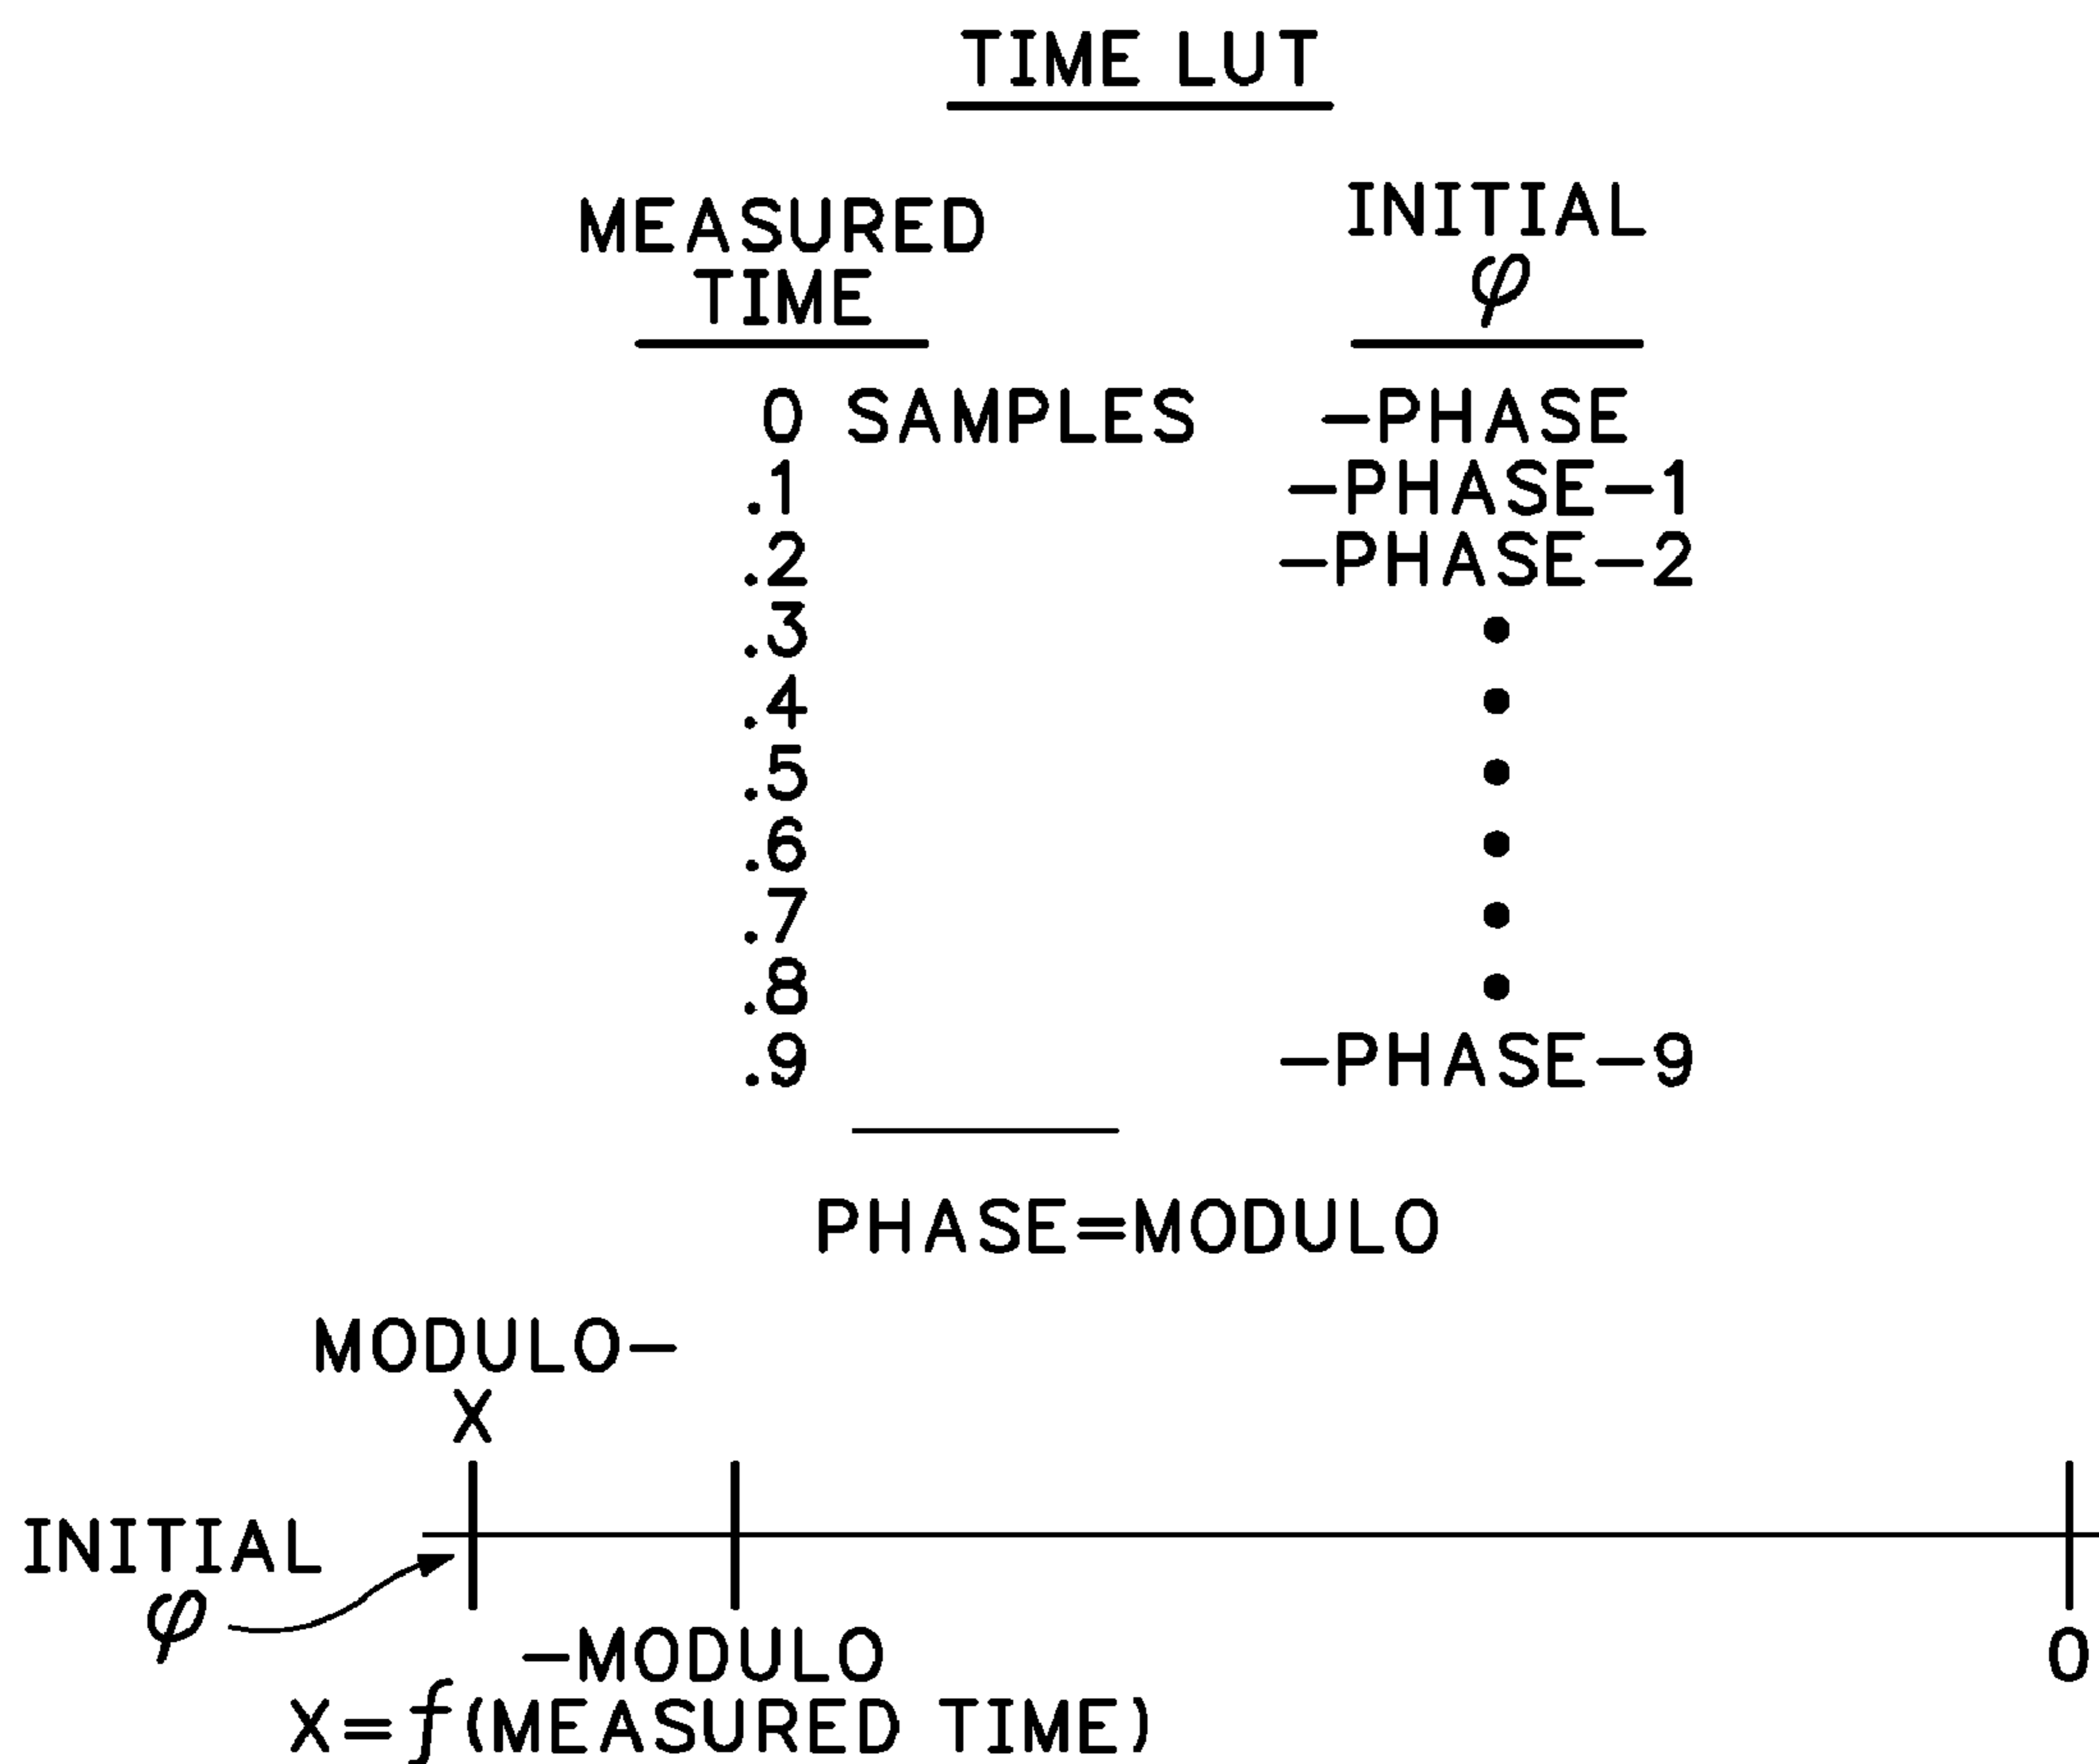 TIME LUT
MEASURED TIME
INITIAL φ
0 SAMPLES -PHASE
.1 -PHASE-1
.2 -PHASE-2
.3
.4
.5
.6
.7
.8
.9 -PHASE-9
PHASE=MODULO
MODULO-
X
INITIAL
φ
-MODULO
0
X=f(MEASURED TIME)